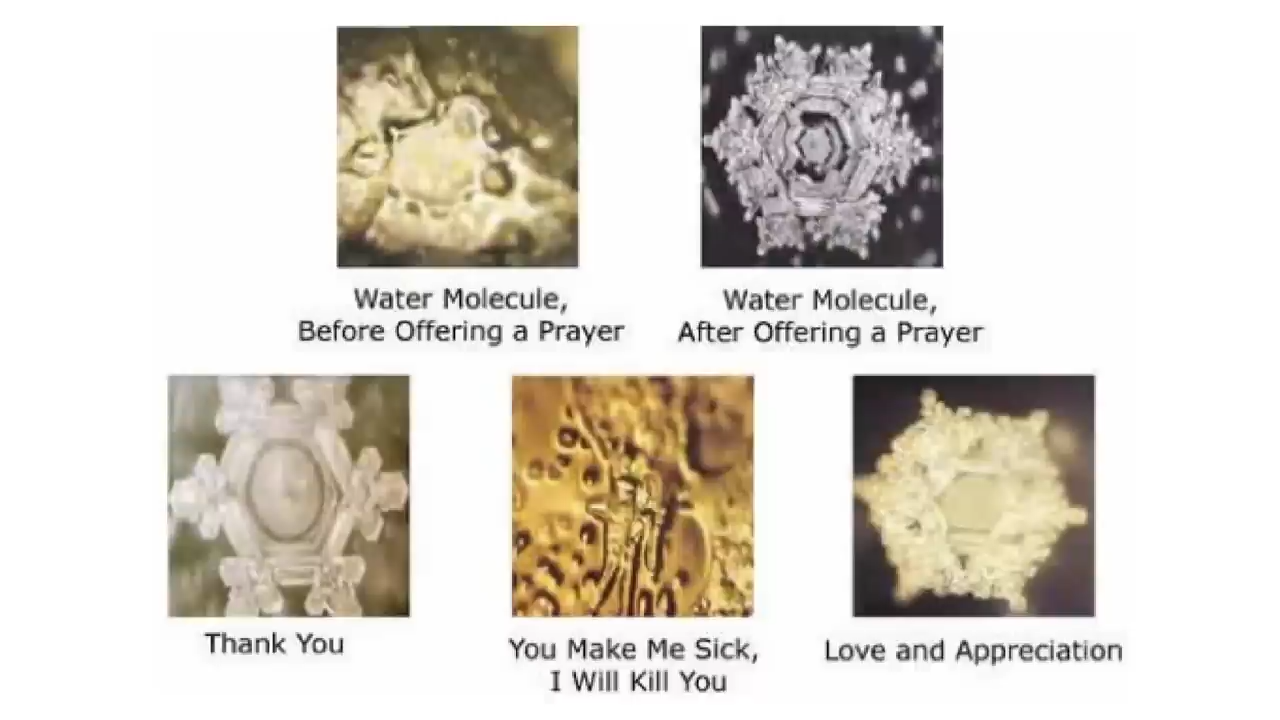 Water Molecule,
Before Offering a Prayer
Water Molecule,
After Offering a Prayer
Thank You
You Make Me Sick,
I Will Kill You
Love and Appreciation